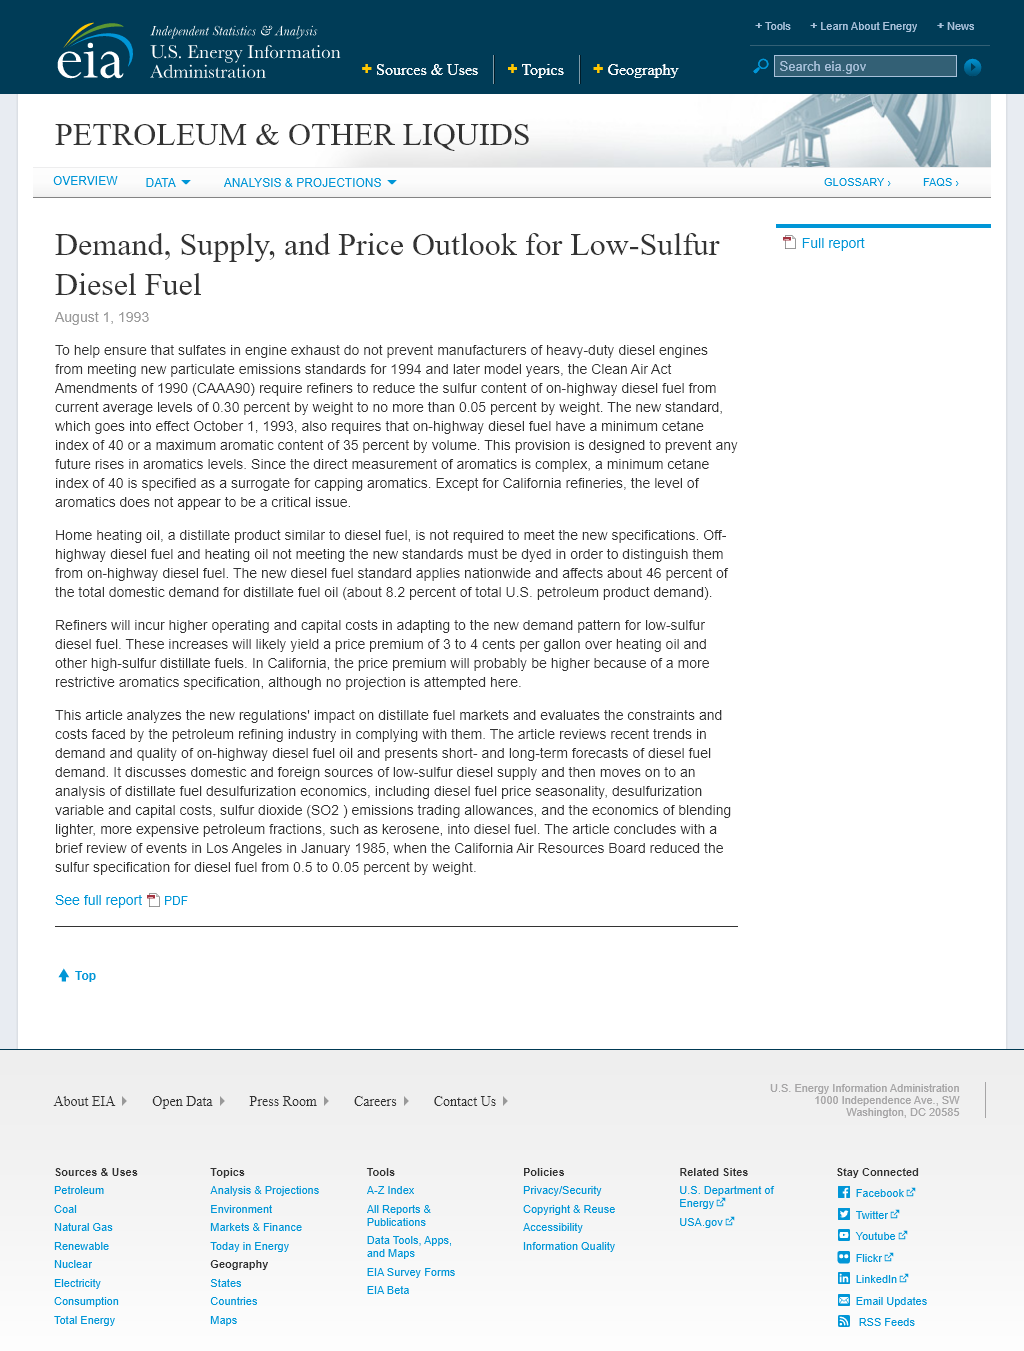 Independent Statistics & Analysis
eia U.S. Energy Information
Administration
+ Tools + Learn About Energy + News
+ Sources & Uses + Topics + Geography
Search eia.gov
PETROLEUM & OTHER LIQUIDS
OVERVIEW DATA ANALYSIS & PROJECTIONS GLOSSARY › FAQS ›
Demand, Supply, and Price Outlook for Low-Sulfur
Diesel Fuel
August 1, 1993
Full report
To help ensure that sulfates in engine exhaust do not prevent manufacturers of heavy-duty diesel engines
from meeting new particulate emissions standards for 1994 and later model years, the Clean Air Act
Amendments of 1990 (CAAA90) require refiners to reduce the sulfur content of on-highway diesel fuel from
current average levels of 0.30 percent by weight to no more than 0.05 percent by weight. The new standard,
which goes into effect October 1, 1993, also requires that on-highway diesel fuel have a minimum cetane
index of 40 or a maximum aromatic content of 35 percent by volume. This provision is designed to prevent any
future rises in aromatics levels. Since the direct measurement of aromatics is complex, a minimum cetane
index of 40 is specified as a surrogate for capping aromatics. Except for California refineries, the level of
aromatics does not appear to be a critical issue.
Home heating oil, a distillate product similar to diesel fuel, is not required to meet the new specifications. Off-
highway diesel fuel and heating oil not meeting the new standards must be dyed in order to distinguish them
from on-highway diesel fuel. The new diesel fuel standard applies nationwide and affects about 46 percent of
the total domestic demand for distillate fuel oil (about 8.2 percent of total U.S. petroleum product demand).
Refiners will incur higher operating and capital costs in adapting to the new demand pattern for low-sulfur
diesel fuel. These increases will likely yield a price premium of 3 to 4 cents per gallon over heating oil and
other high-sulfur distillate fuels. In California, the price premium will probably be higher because of a more
restrictive aromatics specification, although no projection is attempted here.
This article analyzes the new regulations' impact on distillate fuel markets and evaluates the constraints and
costs faced by the petroleum refining industry in complying with them. The article reviews recent trends in
demand and quality of on-highway diesel fuel oil and presents short- and long-term forecasts of diesel fuel
demand. It discusses domestic and foreign sources of low-sulfur diesel supply and then moves on to an
analysis of distillate fuel desulfurization economics, including diesel fuel price seasonality, desulfurization
variable and capital costs, sulfur dioxide (SO2 ) emissions trading allowances, and the economics of blending
lighter, more expensive petroleum fractions, such as kerosene, into diesel fuel. The article concludes with a
brief review of events in Los Angeles in January 1985, when the California Air Resources Board reduced the
sulfur specification for diesel fuel from 0.5 to 0.05 percent by weight.
See full report PDF
Top
About EIA Open Data Press Room Careers Contact Us
U.S. Energy Information Administration
1000 Independence Ave., SW
Washington, DC 20585
Sources & Uses
Petroleum
Coal
Natural Gas
Renewable
Nuclear
Electricity
Consumption
Total Energy
Topics
Analysis & Projections
Environment
Markets & Finance
Today in Energy
Geography
States
Countries
Maps
Tools
A-Z Index
All Reports &
Publications
Data Tools, Apps,
and Maps
EIA Survey Forms
EIA Beta
Policies
Privacy/Security
Copyright & Reuse
Accessibility
Information Quality
Related Sites
U.S. Department of
Energy
USA.gov
Stay Connected
Facebook
Twitter
Youtube
Flickr
LinkedIn
Email Updates
RSS Feeds